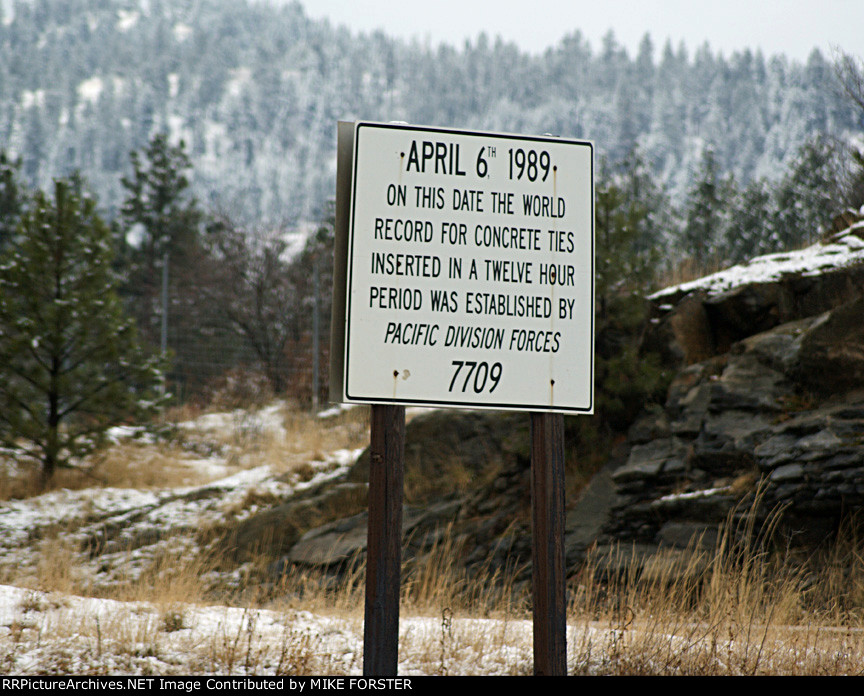 APRIL 6TH 1989
ON THIS DATE THE WORLD
RECORD FOR CONCRETE TIES
INSERTED IN A TWELVE HOUR
PERIOD WAS ESTABLISHED BY
PACIFIC DIVISION FORCES
7709
RailPictureArchives.NET Image Contributed by MIKE FORSTER